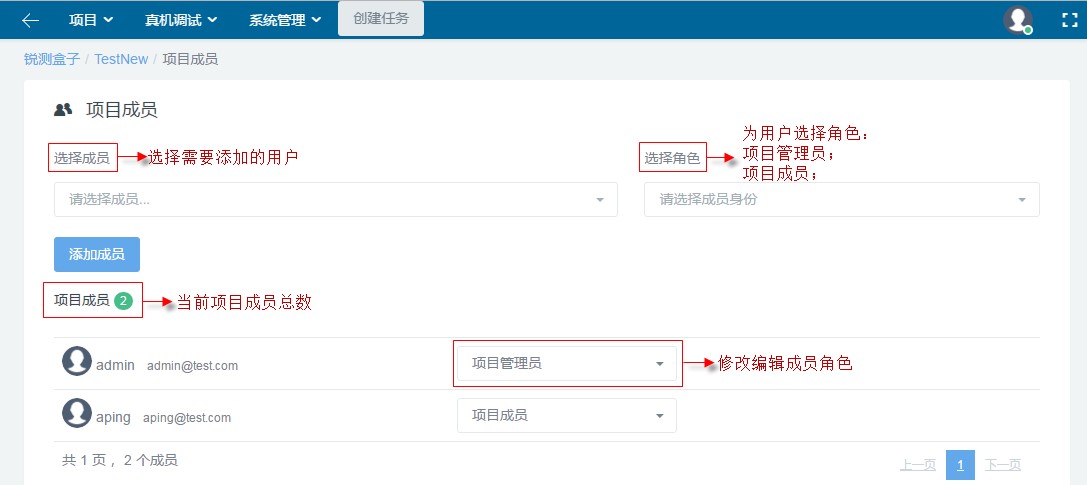 项目 真机调试 系统管理 创建任务
锐测盒子 / TestNew / 项目成员
项目成员
选择成员 选择需要添加的用户
选择角色 为用户选择角色：
项目管理员；
项目成员；
请选择成员... 请选择成员身份
添加成员
项目成员 2 当前项目成员总数
admin admin@test.com 项目管理员 修改编辑成员角色
aping aping@test.com 项目成员
共 1 页 ，2 个成员 上一页 1 下一页